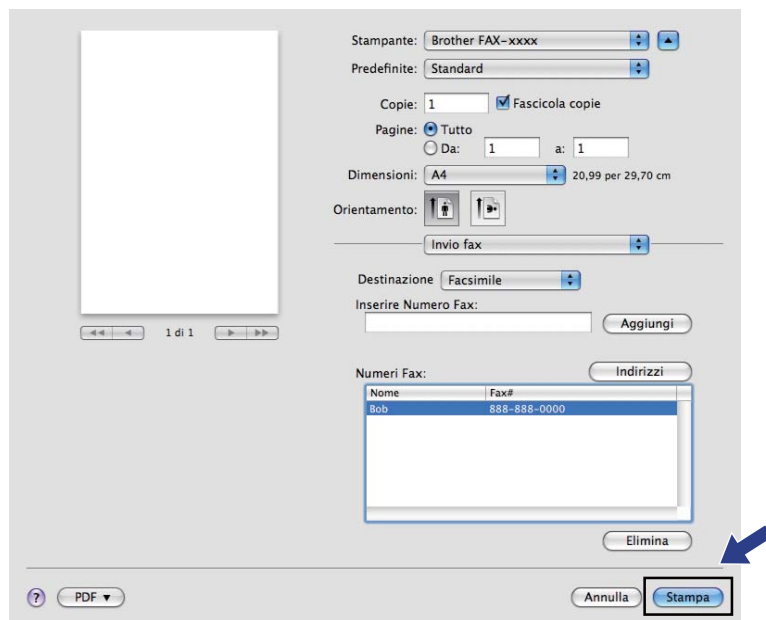 Stampante: Brother FAX-xxxx
Predefinite: Standard
Copie: 1 Fascicola copie
Pagine: Tutto
Da: 1 a: 1
Dimensioni: A4 20,99 per 29,70 cm
Orientamento:
Invio fax
Destinazione Facsimile
Inserire Numero Fax:
Aggiungi
1 di 1
Numeri Fax: Indirizzi
Nome Fax#
Bob 888-888-0000
Elimina
? PDF ▼ Annulla Stampa